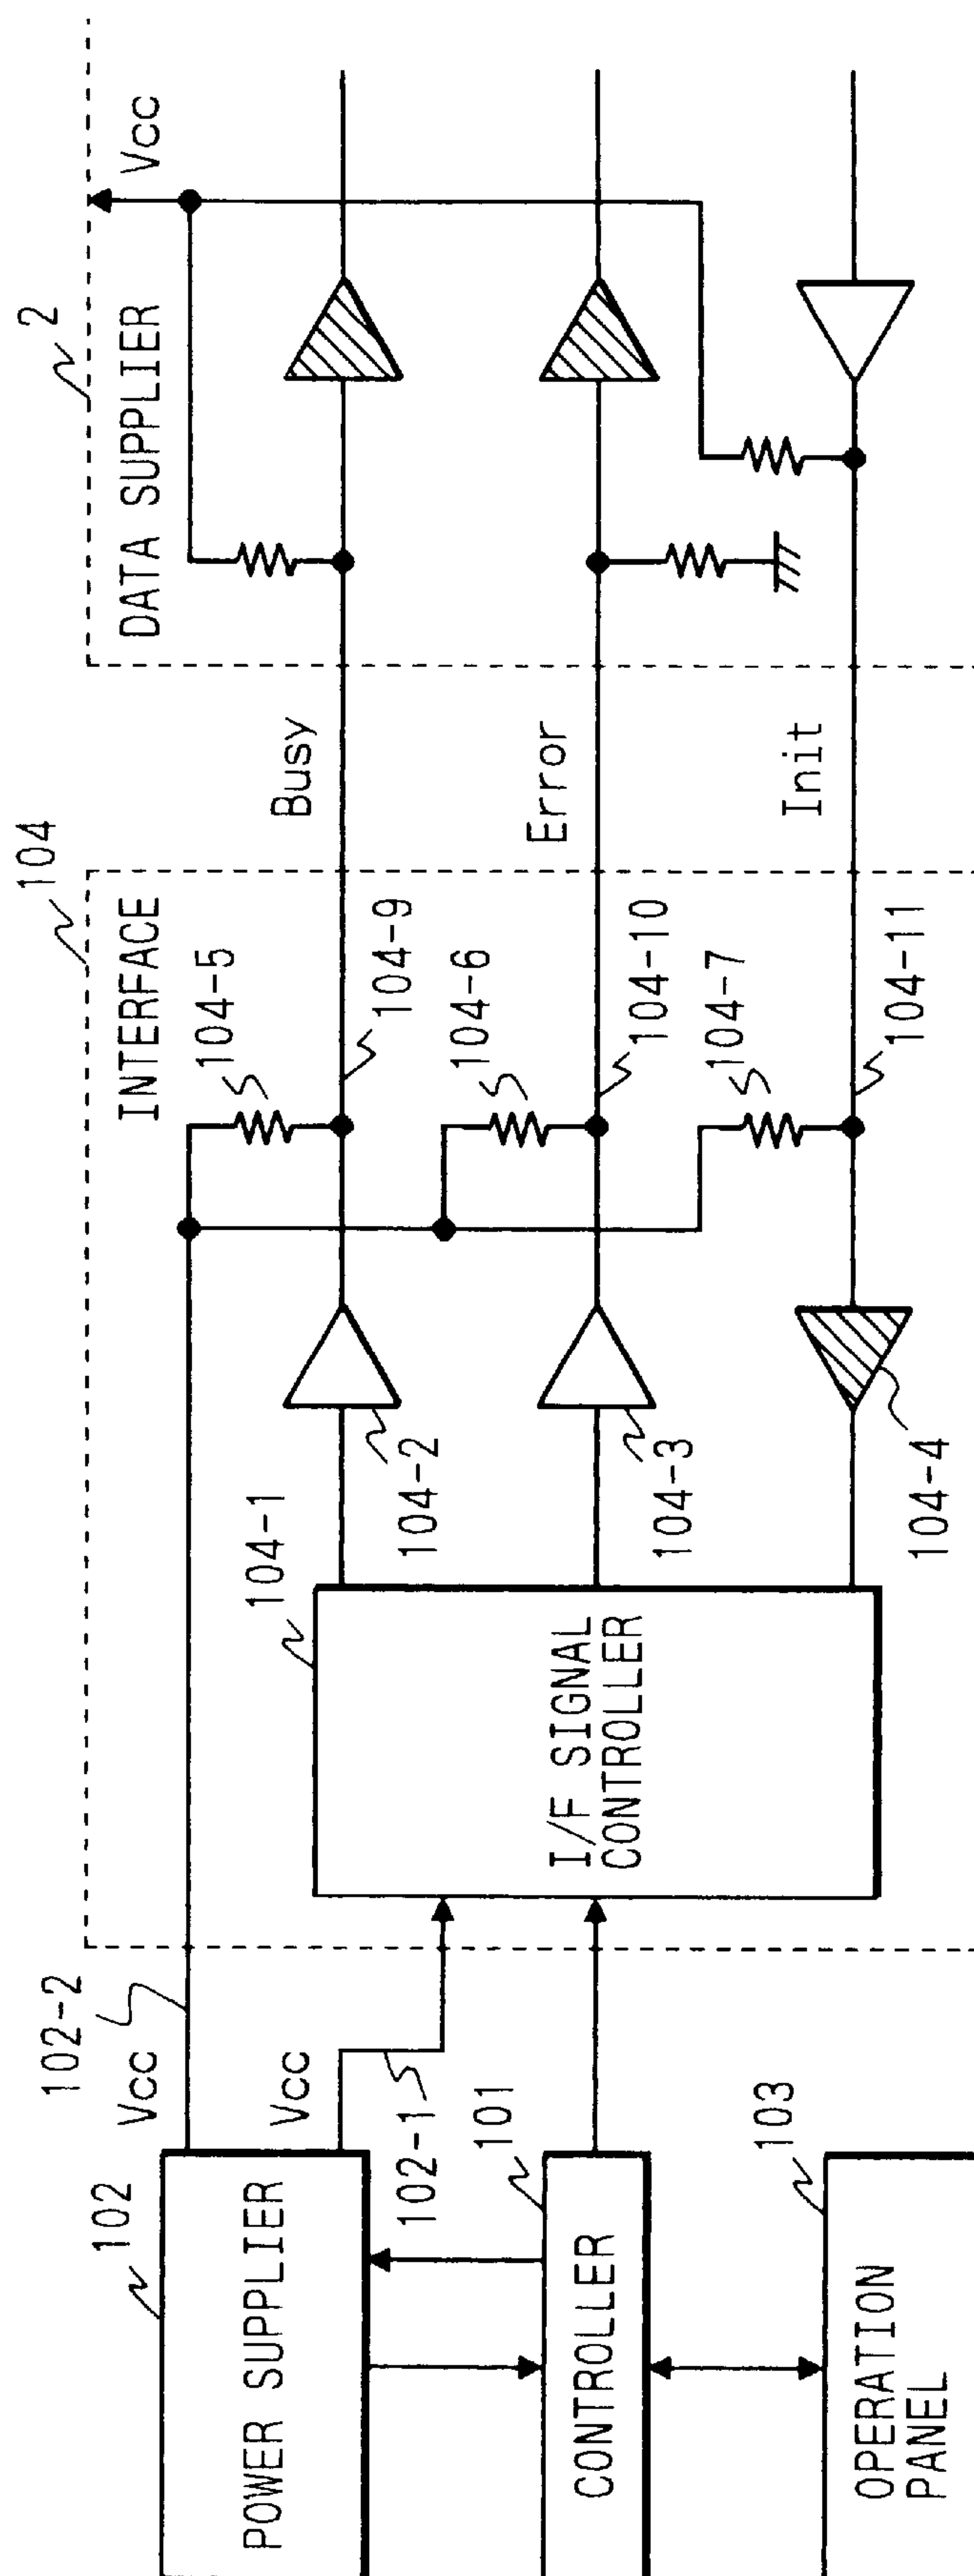 102
POWER SUPPLIER
102-2
Vcc
Vcc
102-1
101
CONTROLLER
103
OPERATION
PANEL
104
INTERFACE
104-1
I/F SIGNAL
CONTROLLER
104-2
104-3
104-4
104-5
104-6
104-7
104-9
104-10
104-11
Busy
Error
Init
2
DATA SUPPLIER
Vcc